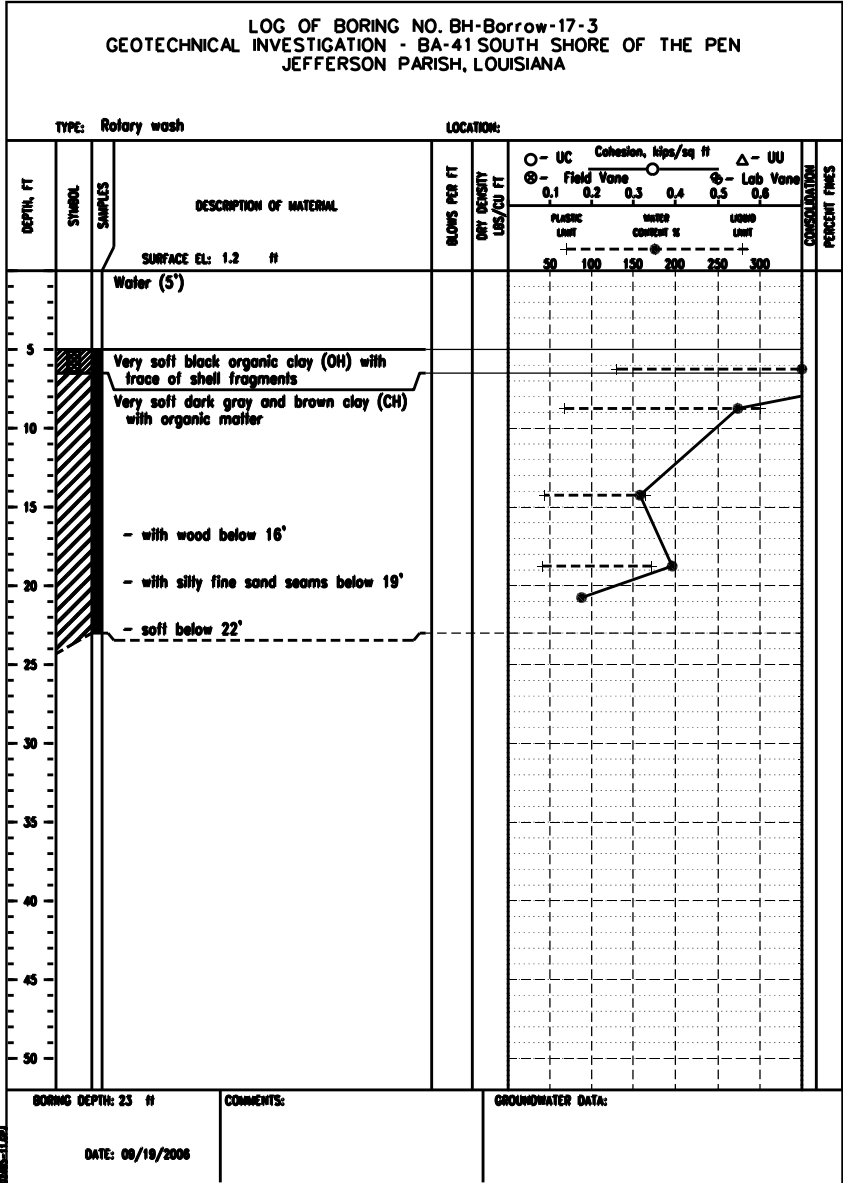 LOG OF BORING NO. BH-Borrow-17-3
GEOTECHNICAL INVESTIGATION - BA-41 SOUTH SHORE OF THE PEN
JEFFERSON PARISH, LOUISIANA
TYPE: Rotary wash
LOCATION:
DEPTH, FT
SYMBOL
SAMPLES
DESCRIPTION OF MATERIAL
SURFACE EL: 1.2 ft
BLOWS PER FT
DRY DENSITY
LBS/CU FT
- UC
Cohesion, kips/sq ft
- UU
- Field Vane
- Lab Vane
0.1 0.2 0.3 0.4 0.5 0.6
PLASTIC
LIMIT
WATER
CONTENT %
LIQUID
LIMIT
50 100 150 200 250 300
CONSOLIDATION
PERCENT FINES
Water (5')
5
Very soft black organic clay (OH) with
trace of shell fragments
Very soft dark gray and brown clay (CH)
with organic matter
10
15
- with wood below 16'
- with silty fine sand seams below 19'
20
- soft below 22'
25
30
35
40
45
50
BORING DEPTH: 23 ft
DATE: 09/19/2006
COMMENTS:
GROUNDWATER DATA: